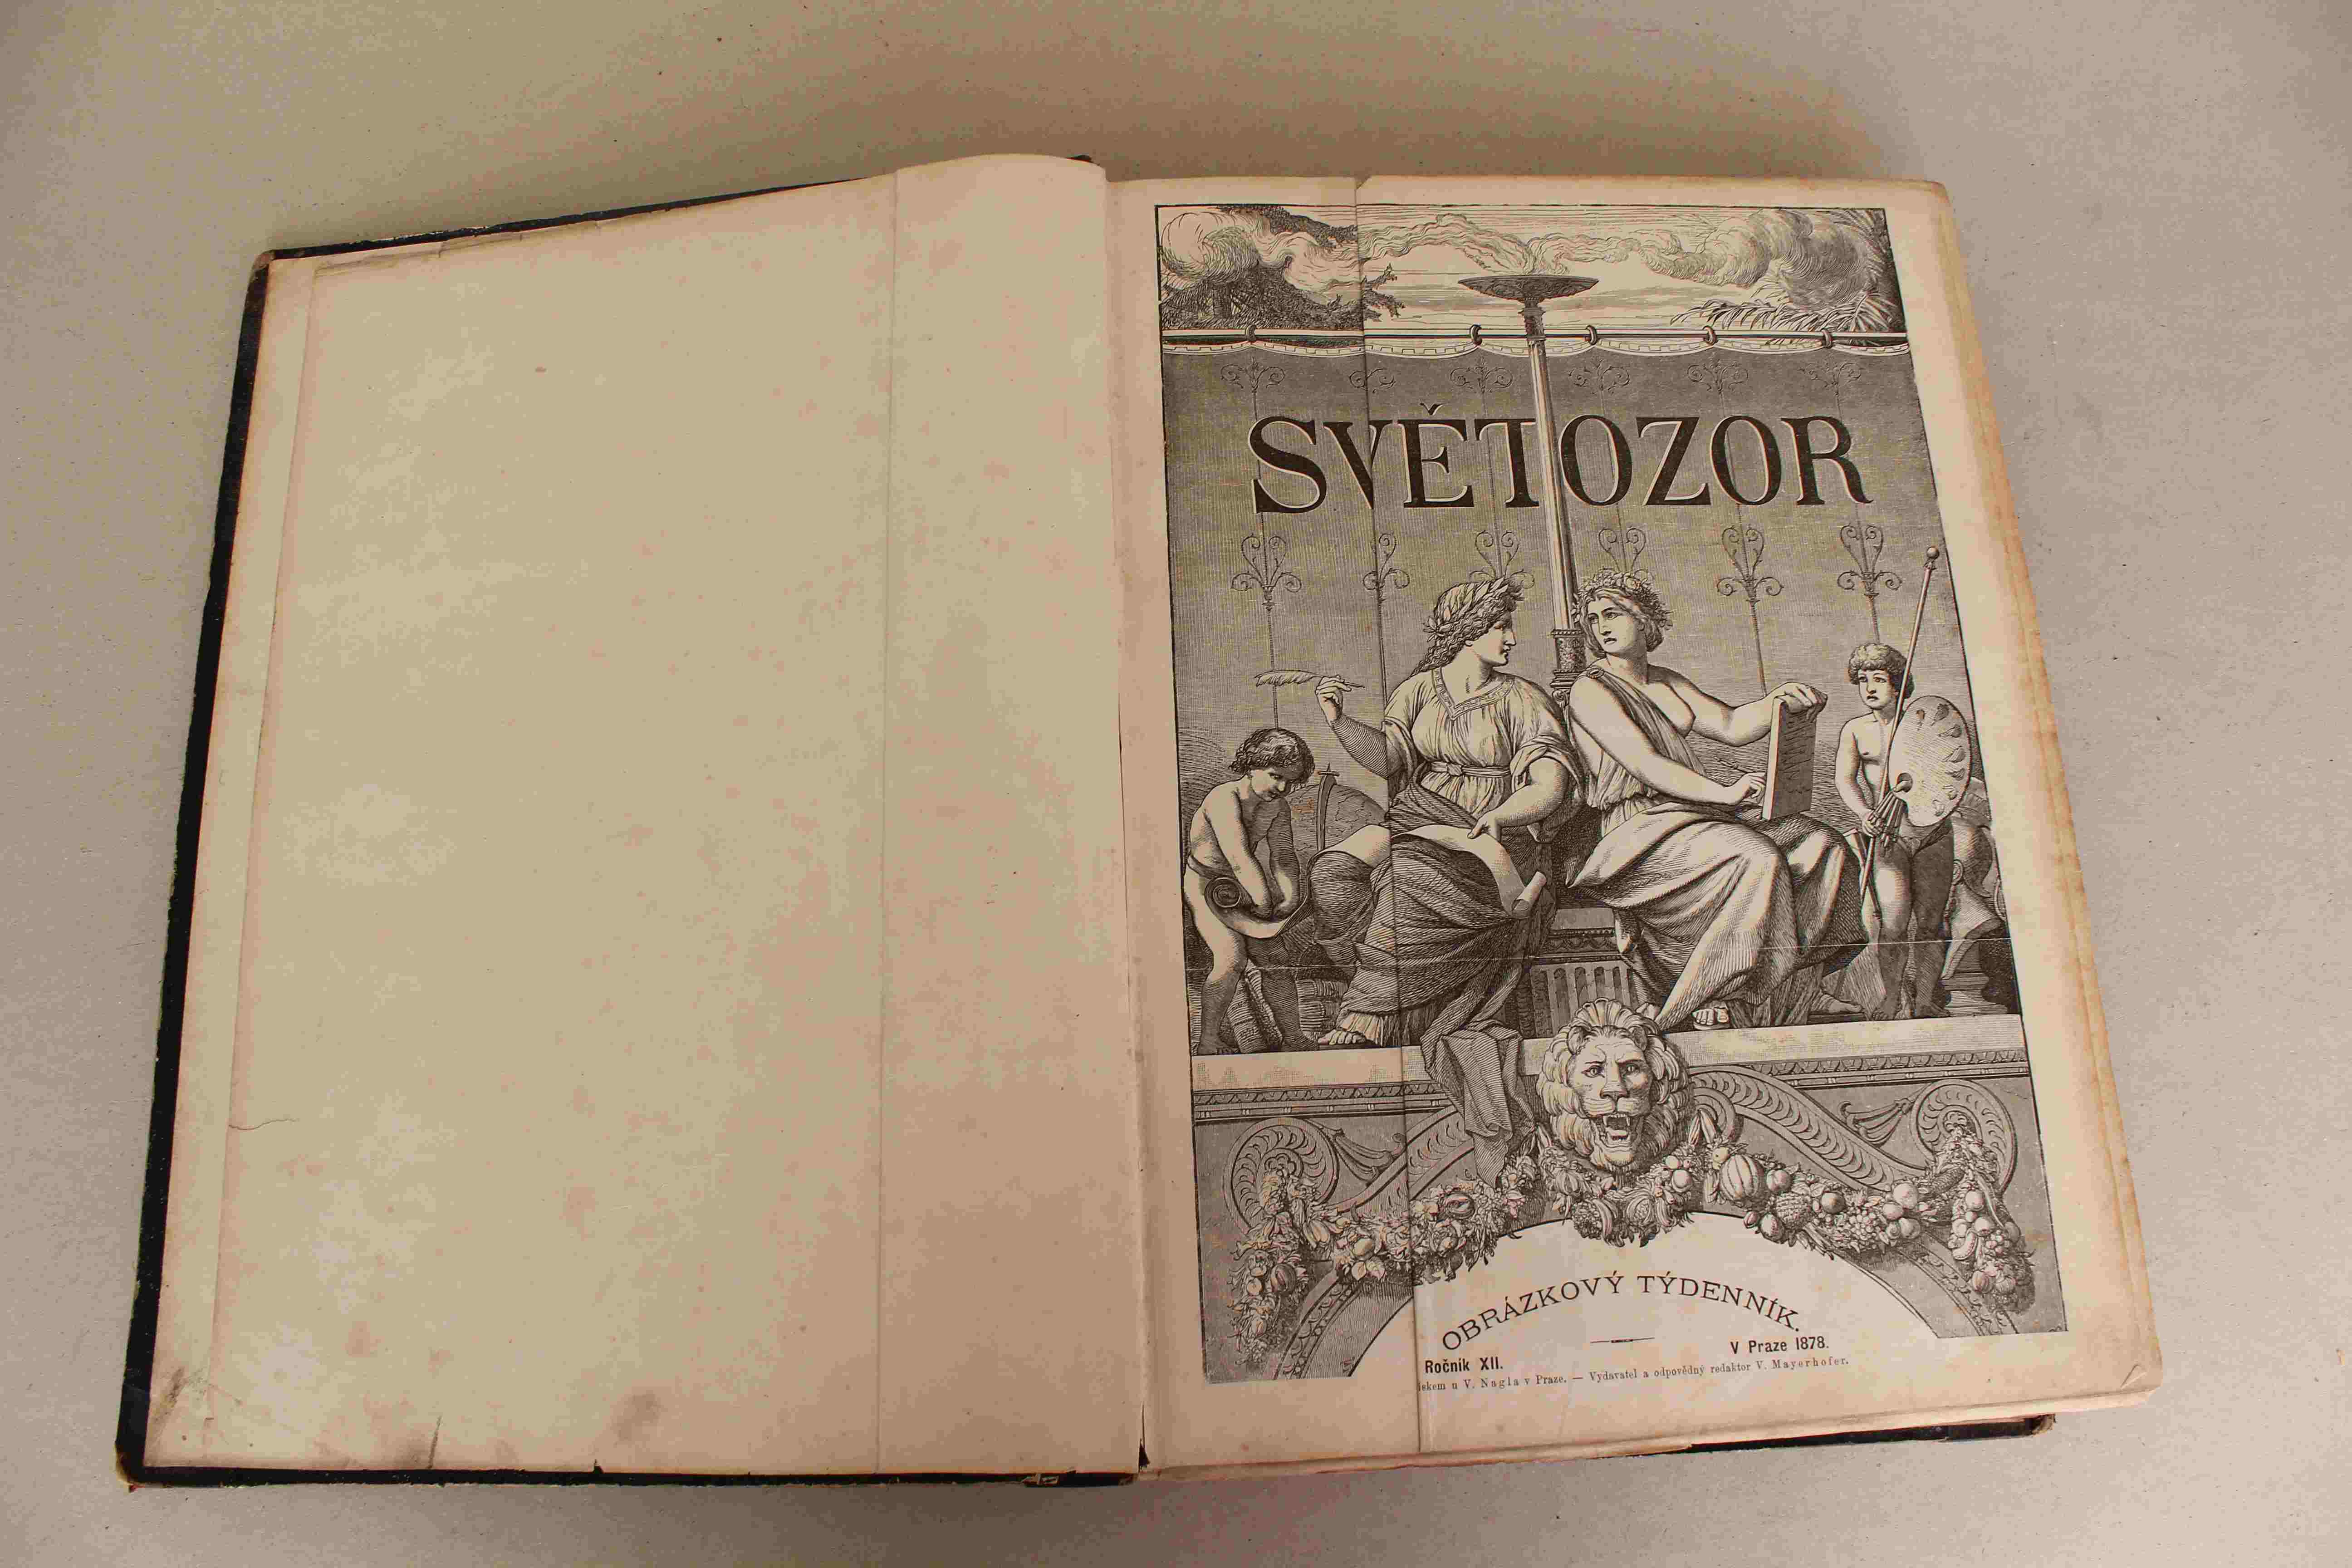 SVĚTOZOR
OBRÁZKOVÝ TÝDENNÍK.
Ročník XII. V Praze 1878.
u V. Nagla v Praze. — Vydavatel a odpovědný redaktor V. Mayerhofer.